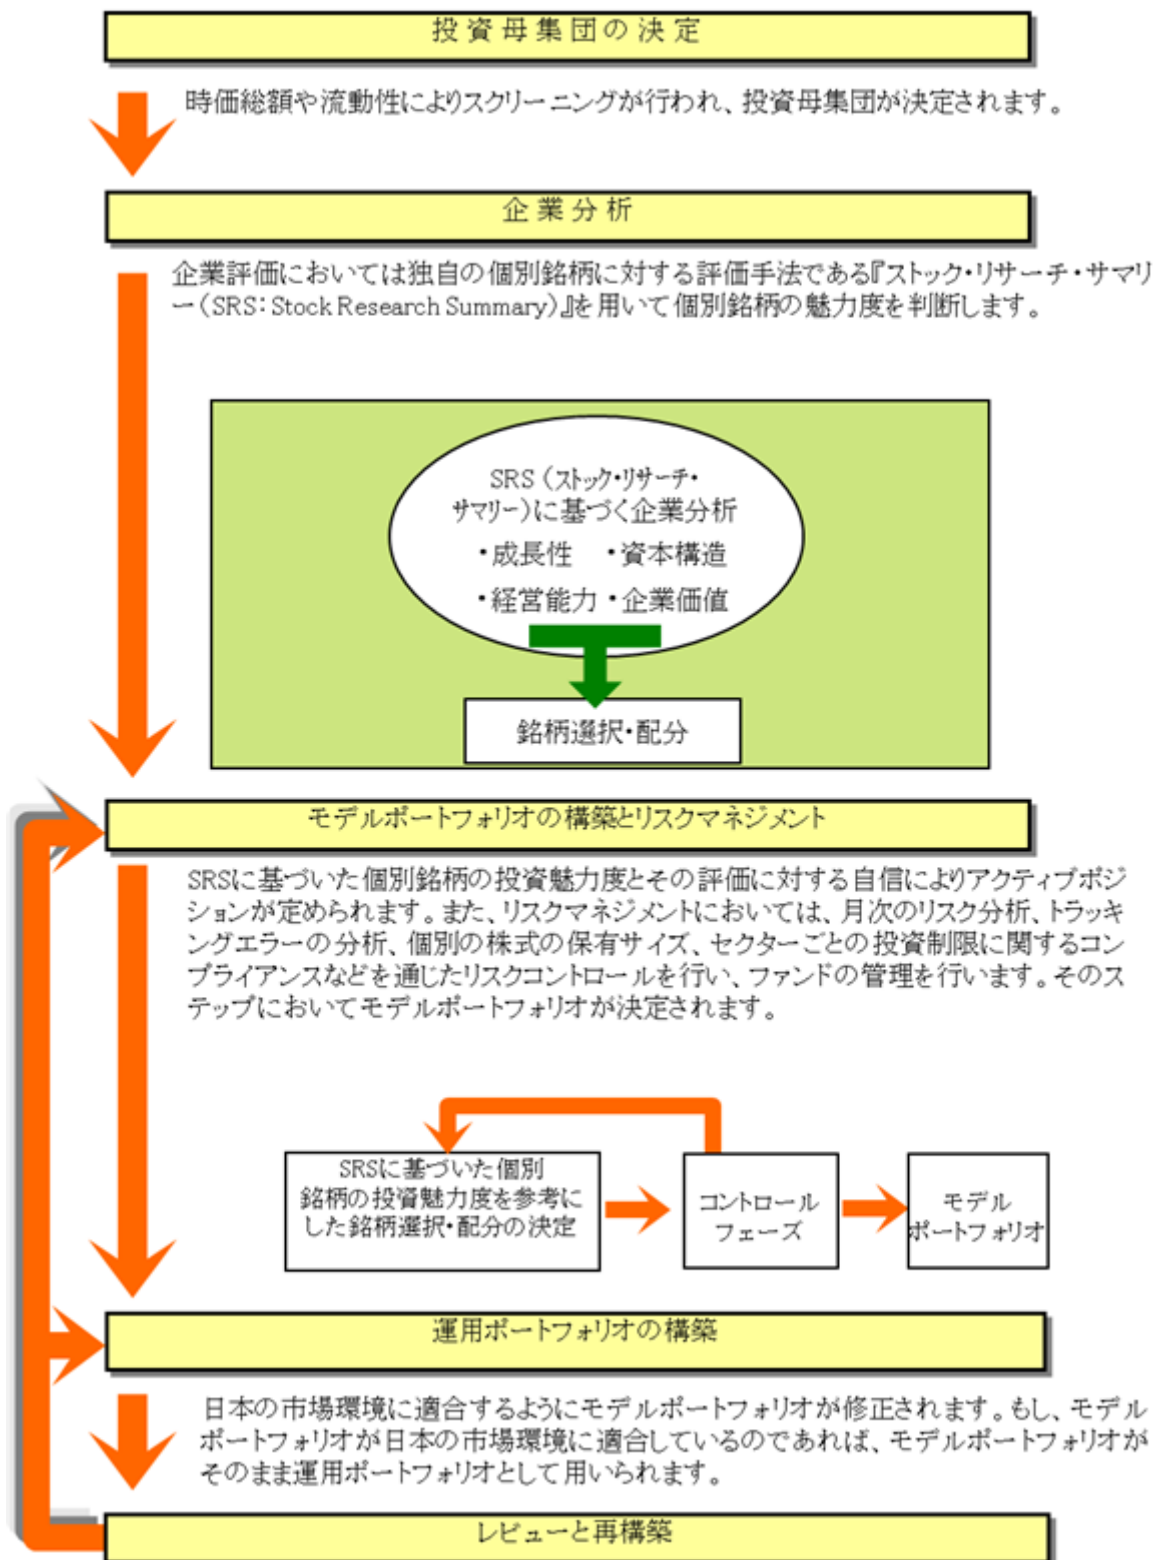 投資母集団の決定
時価総額や流動性によりスクリーニングが行われ、投資母集団が決定されます。
企業分析
企業評価においては独自の個別銘柄に対する評価手法である『ストック・リサーチ・サマリ
ー(SRS:Stock Research Summary)』を用いて個別銘柄の魅力度を判断します。
SRS(ストック・リサーチ・
サマリー)に基づく企業分析
・成長性 ・資本構造
・経営能力・企業価値
銘柄選択・配分
モデルポートフォリオの構築とリスクマネジメント
SRSに基づいた個別銘柄の投資魅力度とその評価に対する自信によりアクティブポジ
ションが定められます。また、リスクマネジメントにおいては、月次のリスク分析、トラッキ
ングエラーの分析、個別の株式の保有サイズ、セクターごとの投資制限に関するコン
プライアンスなどを通じたリスクコントロールを行い、ファンドの管理を行います。そのス
テップにおいてモデルポートフォリオが決定されます。
SRSに基づいた個別
銘柄の投資魅力度を参考に
した銘柄選択・配分の決定
コントロール
フェーズ
モデル
ポートフォリオ
運用ポートフォリオの構築
日本の市場環境に適合するようにモデルポートフォリオが修正されます。もし、モデル
ポートフォリオが日本の市場環境に適合しているのであれば、モデルポートフォリオが
そのまま運用ポートフォリオとして用いられます。
レビューと再構築